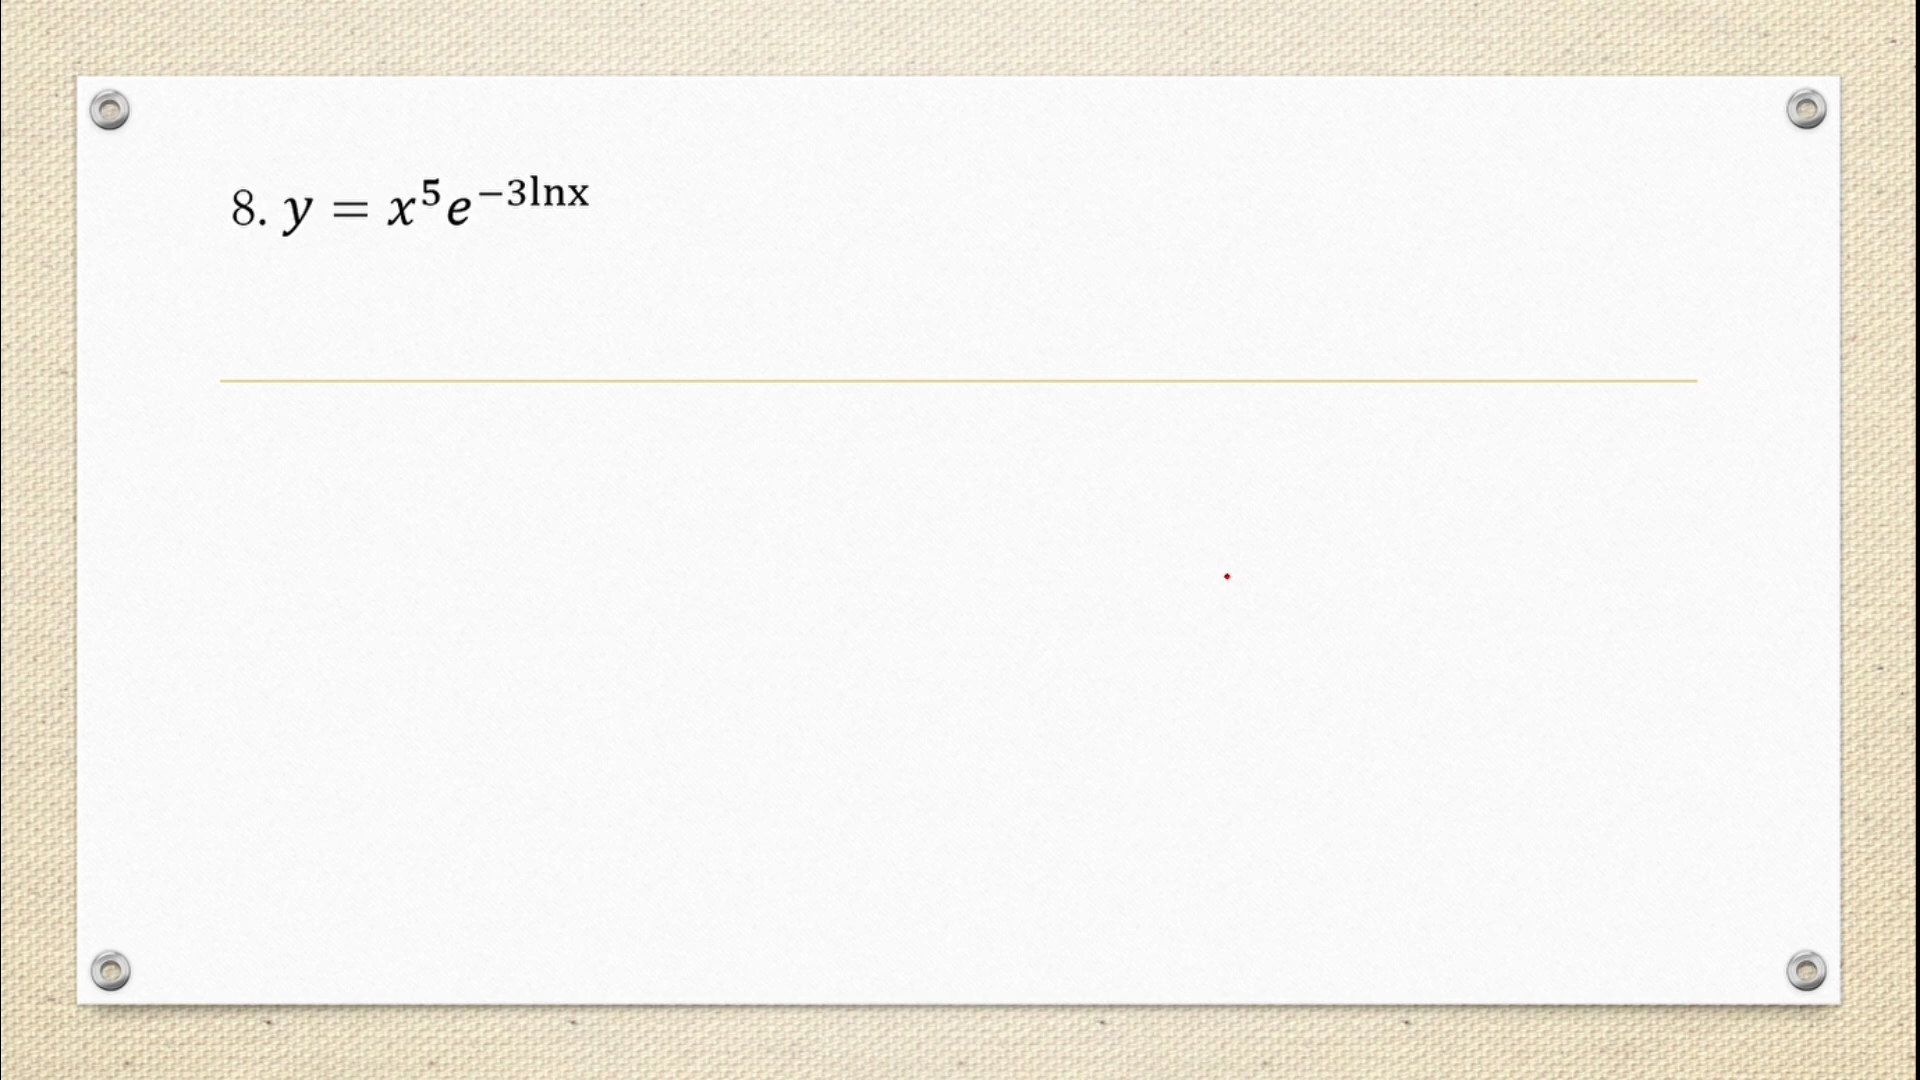 8. y = x⁵e⁻³ˡⁿˣ